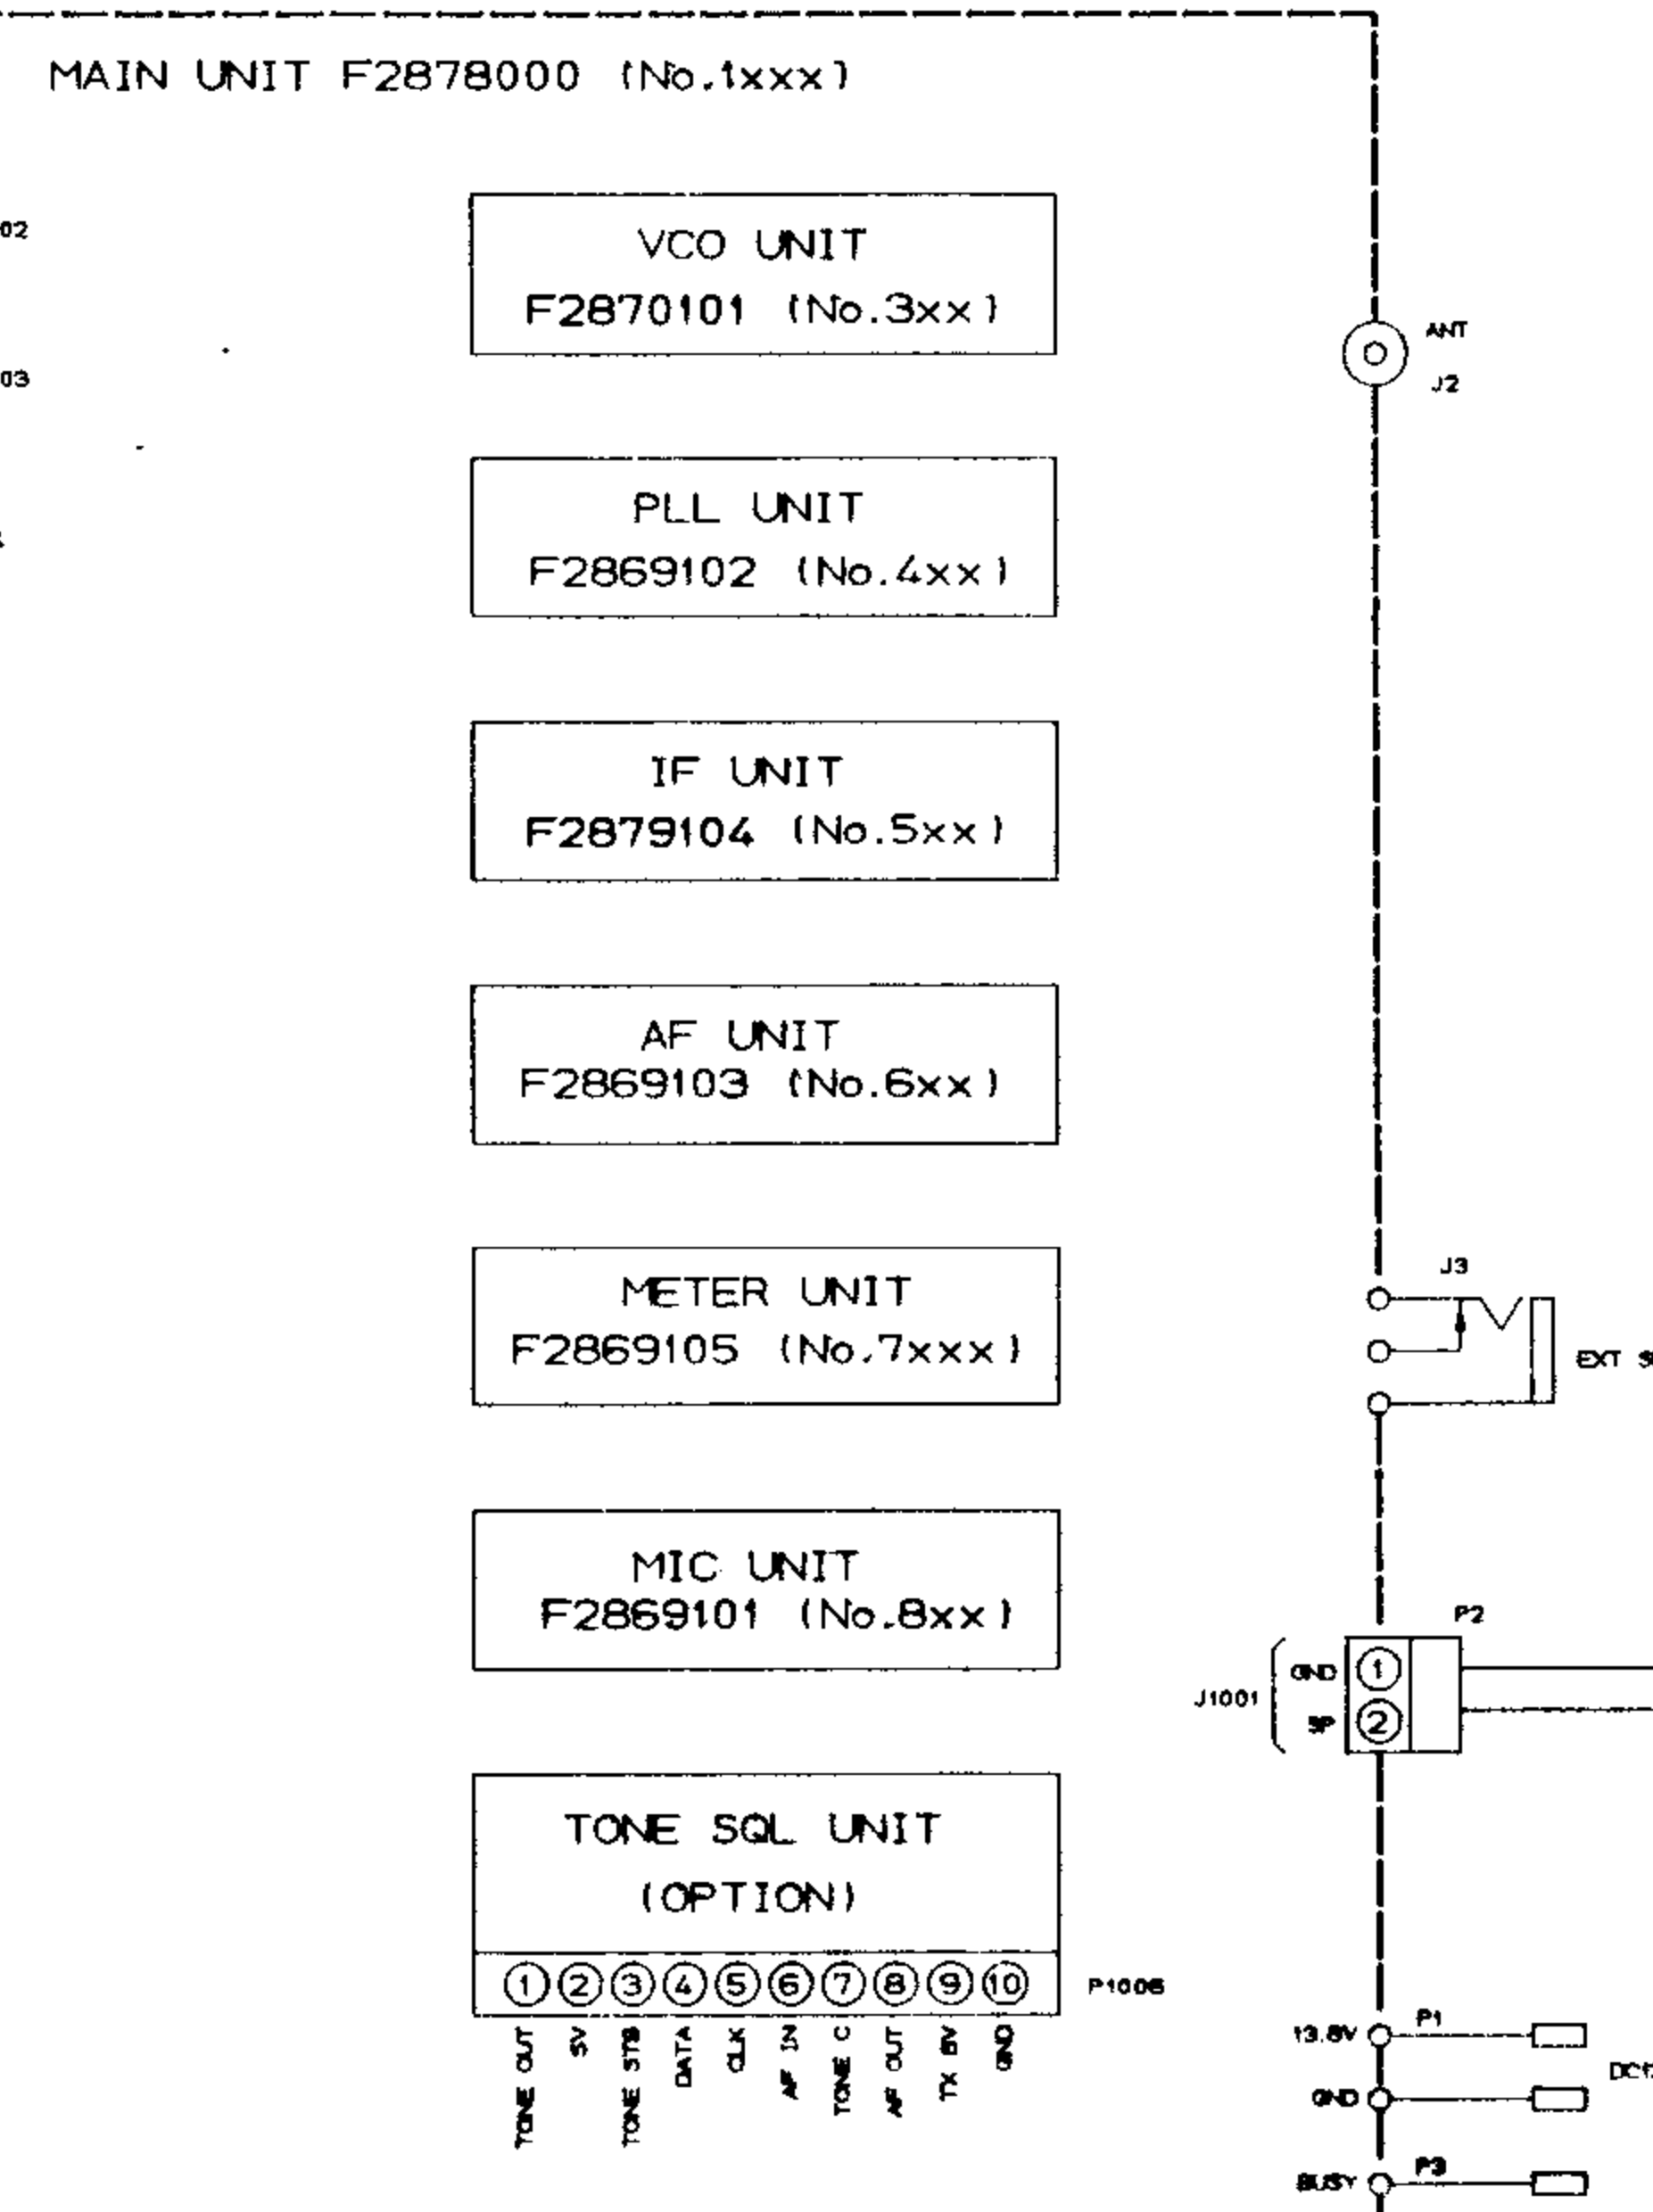 MAIN UNIT F2878000 (No.1xxx)
02
03
VCO UNIT
F2870101 (No.3xx)
ANT
J2
PLL UNIT
F2869102 (No.4xx)
IF UNIT
F2879104 (No.5xx)
AF UNIT
F2869103 (No.6xx)
METER UNIT
F2869105 (No.7xxx)
J3
EXT
MIC UNIT
F2869101 (No.8xx)
P2
J1001
GND 1
SP 2
TONE SQL UNIT
(OPTION)
1 2 3 4 5 6 7 8 9 10
P1006
TONE OUT
5V
TONE STB
DATA
CLK
AF IN
TONE C
AF OUT
TX 8V
GND
13.8V
P1
GND
BUSY
P3